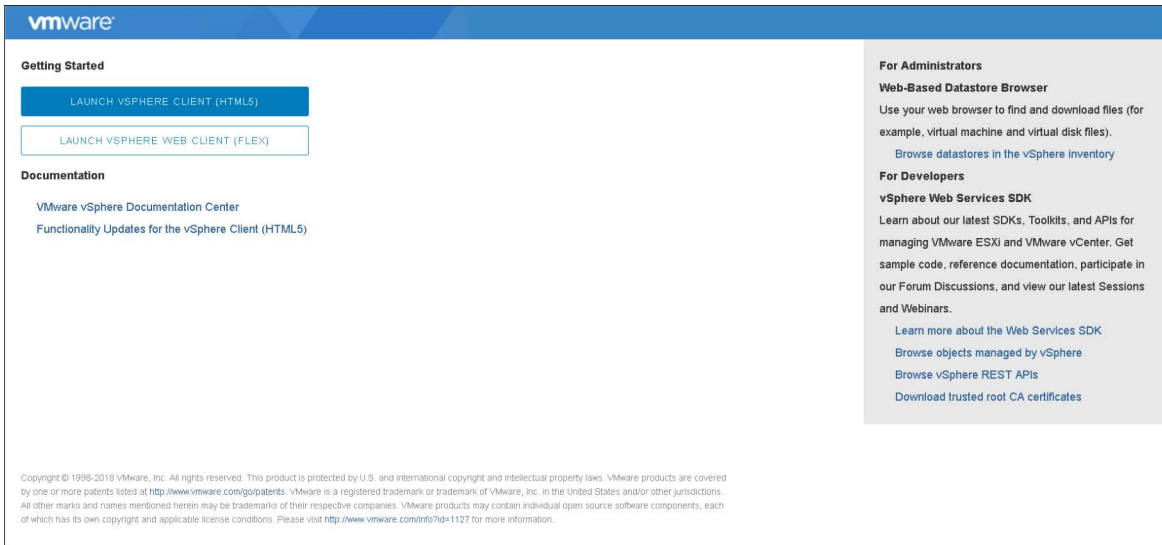 vmware
Getting Started
LAUNCH VSPHERE CLIENT (HTML5)
LAUNCH VSPHERE WEB CLIENT (FLEX)
Documentation
VMware vSphere Documentation Center
Functionality Updates for the vSphere Client (HTML5)
For Administrators
Web-Based Datastore Browser
Use your web browser to find and download files (for
example, virtual machine and virtual disk files).
Browse datastores in the vSphere inventory
For Developers
vSphere Web Services SDK
Learn about our latest SDKs, Toolkits, and APIs for
managing VMware ESXi and VMware vCenter. Get
sample code, reference documentation, participate in
our Forum Discussions, and view our latest Sessions
and Webinars.
Learn more about the Web Services SDK
Browse objects managed by vSphere
Browse vSphere REST APIs
Download trusted root CA certificates
Copyright © 1998-2018 VMware, Inc. All rights reserved. This product is protected by U.S. and international copyright and intellectual property laws. VMware products are covered
by one or more patents listed at http://www.vmware.com/go/patents. VMware is a registered trademark or trademark of VMware, Inc. in the United States and/or other jurisdictions.
All other marks and names mentioned herein may be trademarks of their respective companies. VMware products may contain individual open source software components, each
of which has its own copyright and applicable license conditions. Please visit http://www.vmware.com/info?id=1127 for more information.